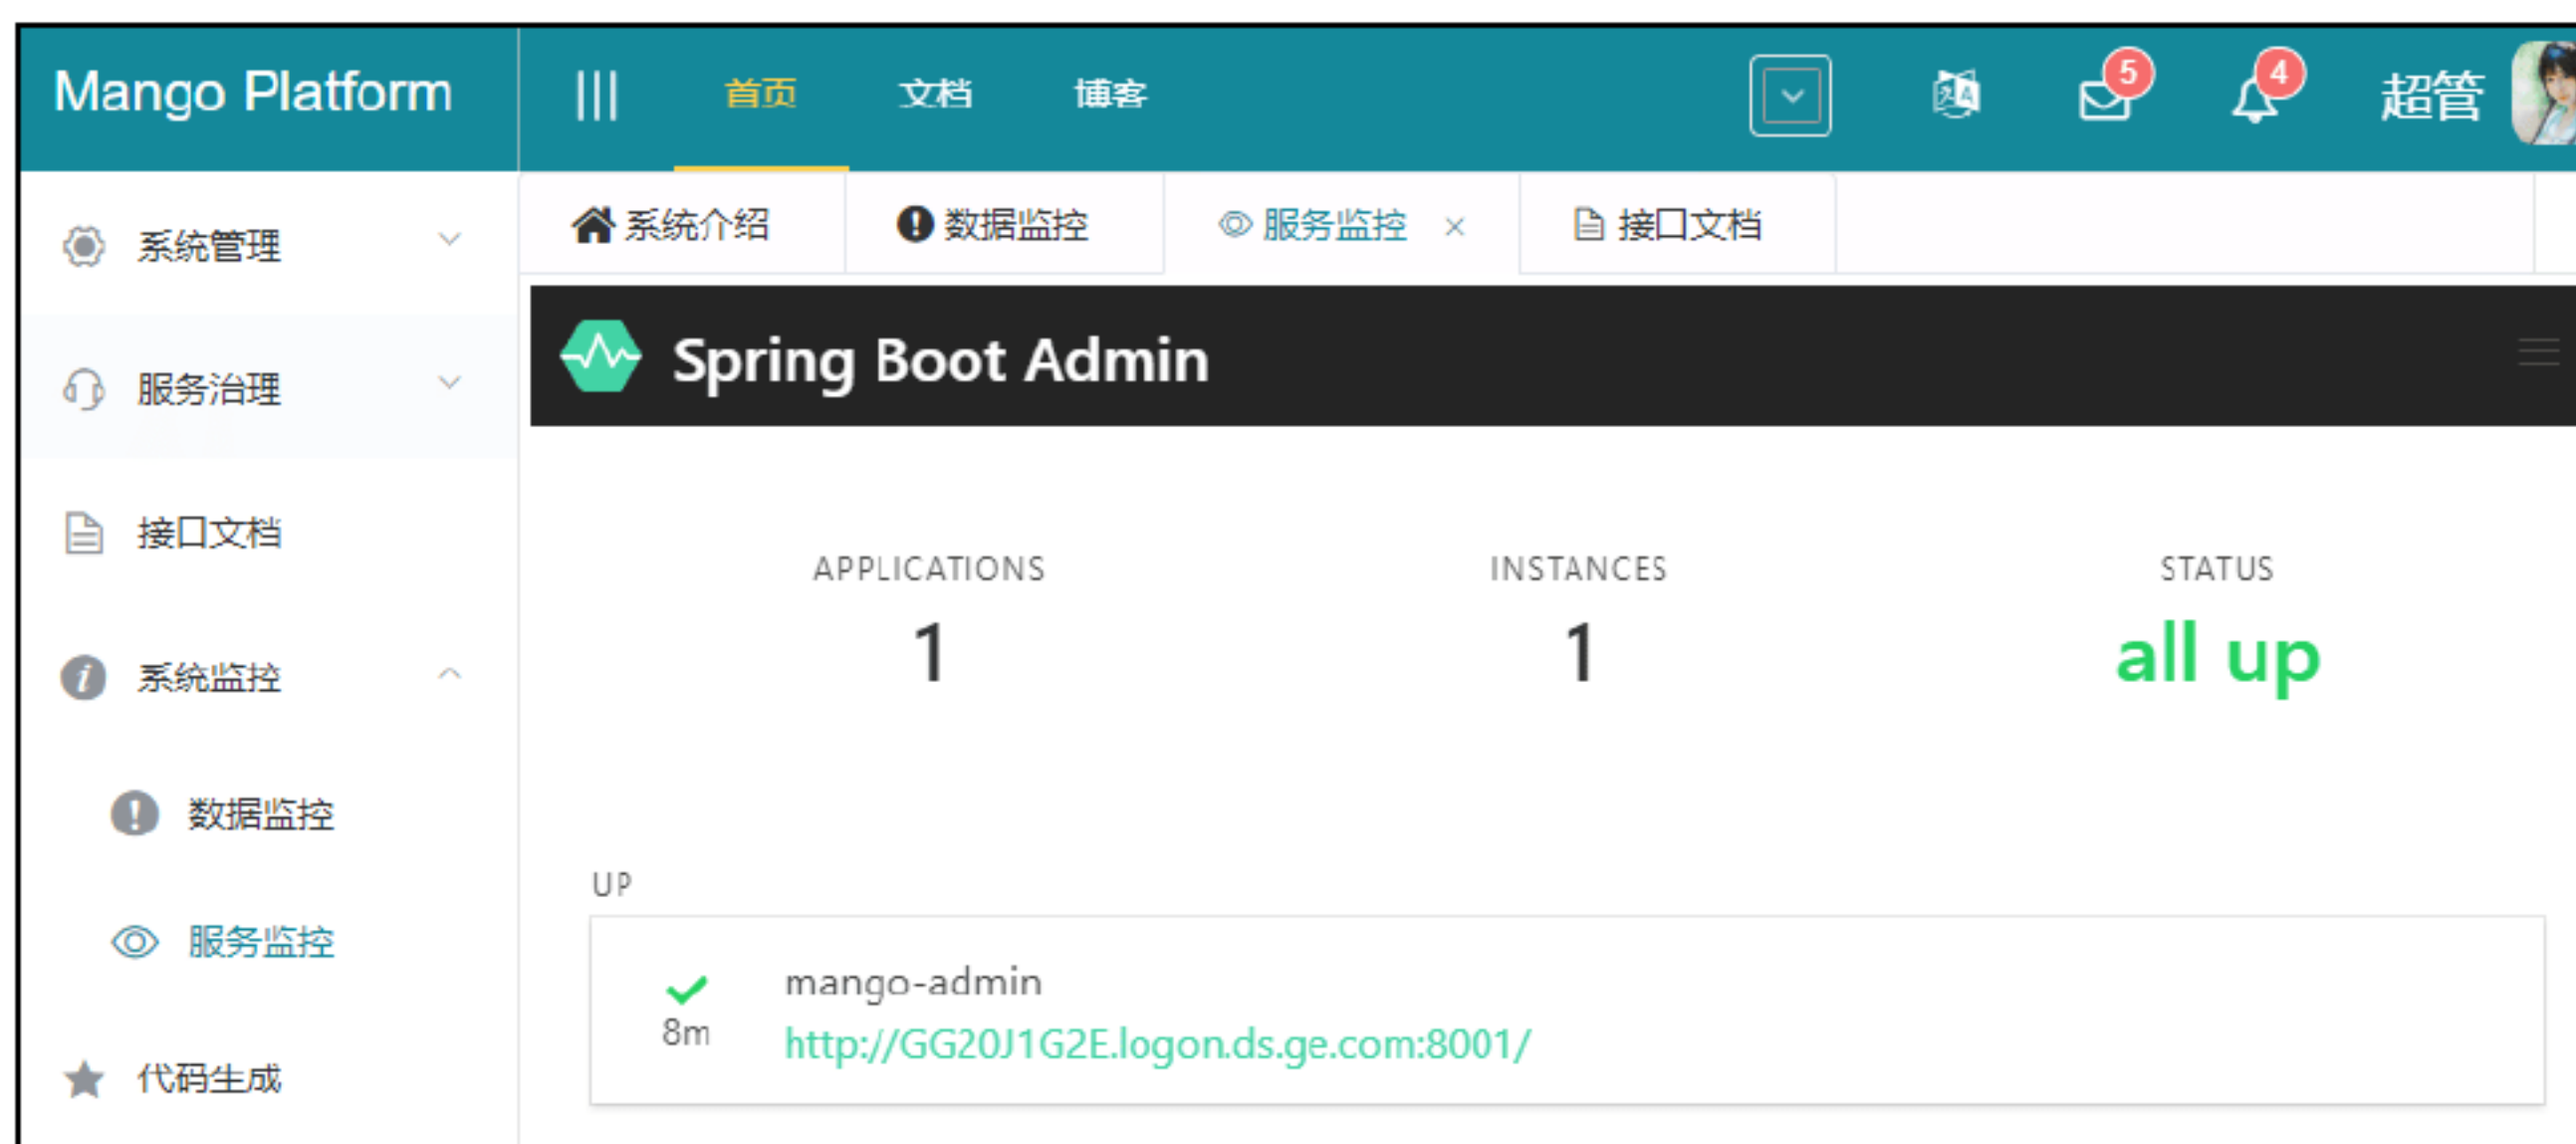 Mango Platform
首页 文档 博客 5 4 超管
系统管理
服务治理
接口文档
系统监控
数据监控
服务监控
代码生成
系统介绍 数据监控 服务监控 × 接口文档
Spring Boot Admin
APPLICATIONS INSTANCES STATUS
1 1 all up
UP
mango-admin
8m
http://GG20J1G2E.logon.ds.ge.com:8001/